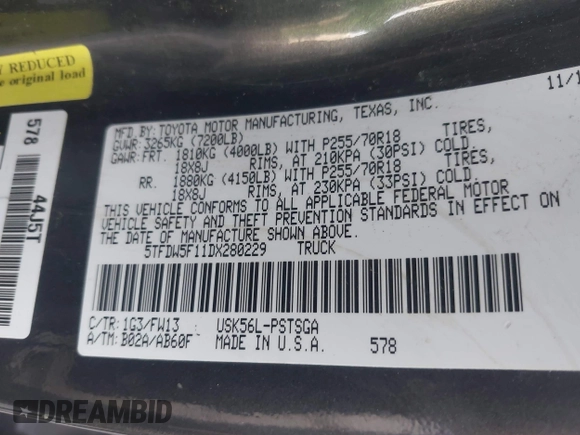 Y REDUCED
e original load
578 4AJ5T
11/1
MFD.BY:TOYOTA MOTOR MANUFACTURING, TEXAS, INC.
GVWR:3265KG (7200LB)
GAWR:FRT. 1810KG (4000LB) WITH P255/70R18 TIRES,
18X8J RIMS, AT 210KPA (30PSI) COLD.
RR. 1880KG (4150LB) WITH P255/70R18 TIRES,
18X8J RIMS, AT 230KPA (33PSI) COLD.
THIS VEHICLE CONFORMS TO ALL APPLICABLE FEDERAL MOTOR
VEHICLE SAFETY AND THEFT PREVENTION STANDARDS IN EFFECT ON
THE DATE OF MANUFACTURE SHOWN ABOVE.
5TFDW5F11DX280229 TRUCK
C/TR:1G3/FW13 USK56L-PSTSGA
A/TM:B02A/AB60F MADE IN U.S.A. 578
DREAMBID